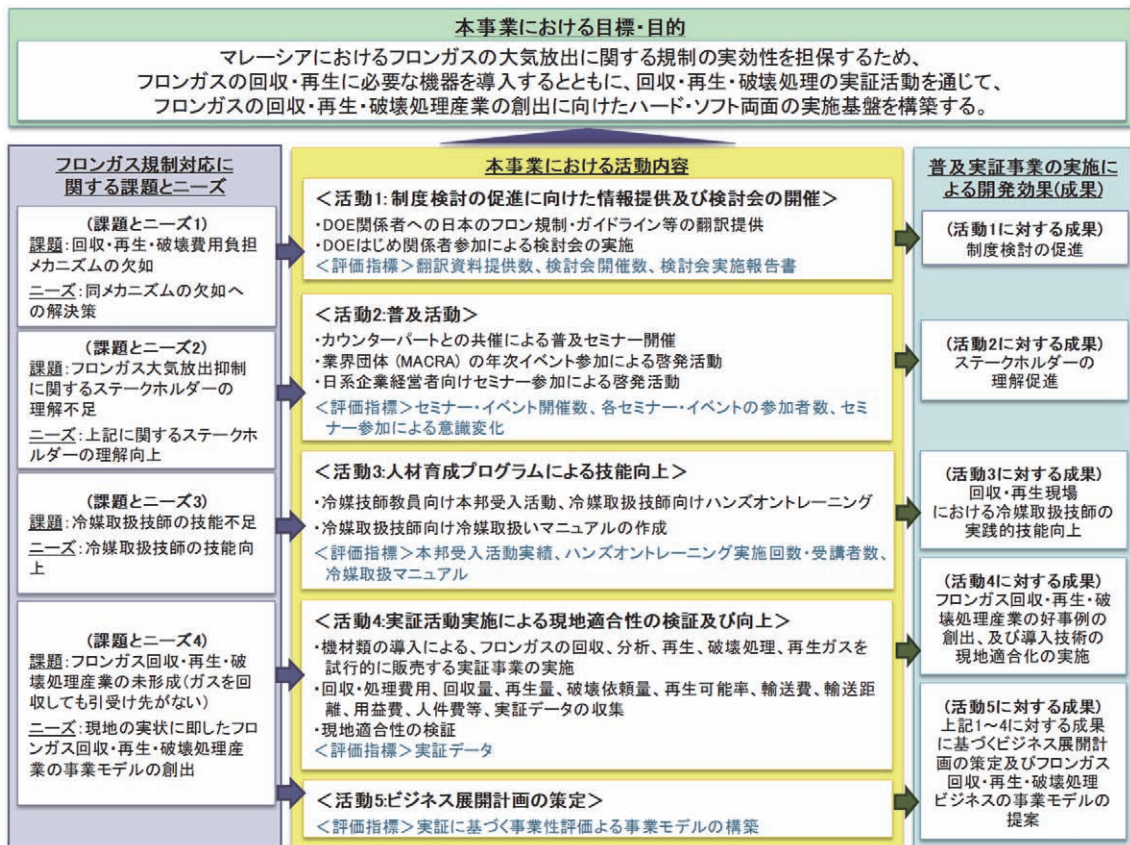 本事業における目標・目的
マレーシアにおけるフロンガスの大気放出に関する規制の実効性を担保するため、
フロンガスの回収・再生に必要な機器を導入するとともに、回収・再生・破壊処理の実証活動を通じて、
フロンガスの回収・再生・破壊処理産業の創出に向けたハード・ソフト両面の実施基盤を構築する。
フロンガス規制対応に
関する課題とニーズ
(課題とニーズ1)
課題:回収・再生・破壊費用負担
メカニズムの欠如
ニーズ:同メカニズムの欠如へ
の解決策
(課題とニーズ2)
課題:フロンガス大気放出抑制
に関するステークホルダーの
理解不足
ニーズ:上記に関するステークホ
ルダーの理解向上
(課題とニーズ3)
課題:冷媒取扱技師の技能不足
ニーズ:冷媒取扱技師の技能向
上
(課題とニーズ4)
課題:フロンガス回収・再生・破
壊処理産業の未形成(ガスを回
収しても引受け先がない)
ニーズ:現地の実状に即したフロ
ンガス回収・再生・破壊処理産
業の事業モデルの創出
本事業における活動内容
<活動1:制度検討の促進に向けた情報提供及び検討会の開催>
・DOE関係者への日本のフロン規制・ガイドライン等の翻訳提供
・DOEはじめ関係者参加による検討会の実施
<評価指標>翻訳資料提供数、検討会開催数、検討会実施報告書
<活動2:普及活動>
・カウンターパートとの共催による普及セミナー開催
・業界団体 (MACRA) の年次イベント参加による啓発活動
・日系企業経営者向けセミナー参加による啓発活動
<評価指標>セミナー・イベント開催数、各セミナー・イベントの参加者数、セミ
ナー参加による意識変化
<活動3:人材育成プログラムによる技能向上>
・冷媒技師教員向け本邦受入活動、冷媒取扱技師向けハンズオントレーニング
・冷媒取扱技師向け冷媒取扱いマニュアルの作成
<評価指標>本邦受入活動実績、ハンズオントレーニング実施回数・受講者数、
冷媒取扱マニュアル
<活動4:実証活動実施による現地適合性の検証及び向上>
・機材類の導入による、フロンガスの回収、分析、再生、破壊処理、再生ガスを
試行的に販売する実証事業の実施
・回収・処理費用、回収量、再生量、破壊依頼量、再生可能率、輸送費、輸送距
離、用益費、人件費等、実証データの収集
・現地適合性の検証
<評価指標>実証データ
<活動5:ビジネス展開計画の策定>
<評価指標>実証に基づく事業性評価よる事業モデルの構築
普及実証事業の実施に
よる開発効果(成果)
(活動1に対する成果)
制度検討の促進
(活動2に対する成果)
ステークホルダーの
理解促進
(活動3に対する成果)
回収・再生現場
における冷媒取扱技師の
実践的技能向上
(活動4に対する成果)
フロンガス回収・再生・破
壊処理産業の好事例の
創出、及び導入技術の
現地適合化の実施
(活動5に対する成果)
上記1~4に対する成果
に基づくビジネス展開計
画の策定及びフロンガス
回収・再生・破壊処理
ビジネスの事業モデルの
提案